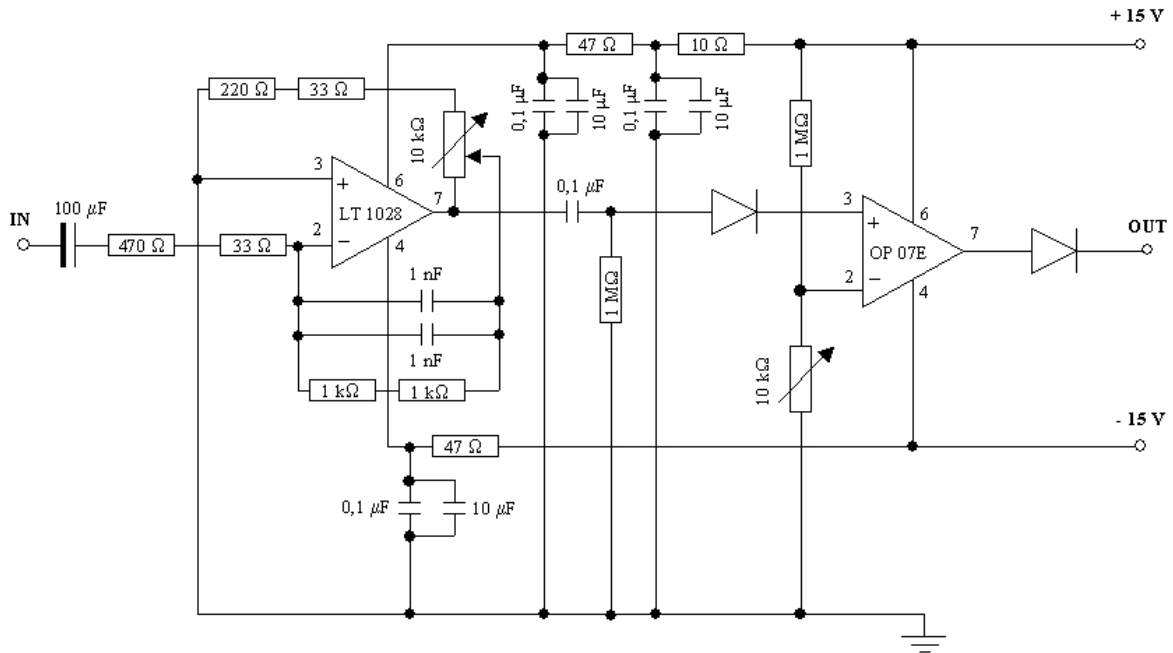 + 15 V
47 Ω
10 Ω
220 Ω
33 Ω
0,1 µF
10 µF
0,1 µF
10 µF
10 kΩ
1 MΩ
3
+
6
LT 1028
7
2
−
4
IN
100 µF
470 Ω
33 Ω
0,1 µF
3
+
6
OP 07E
7
OUT
2
−
4
1 nF
1 nF
1 MΩ
1 kΩ
1 kΩ
10 kΩ
- 15 V
47 Ω
0,1 µF
10 µF